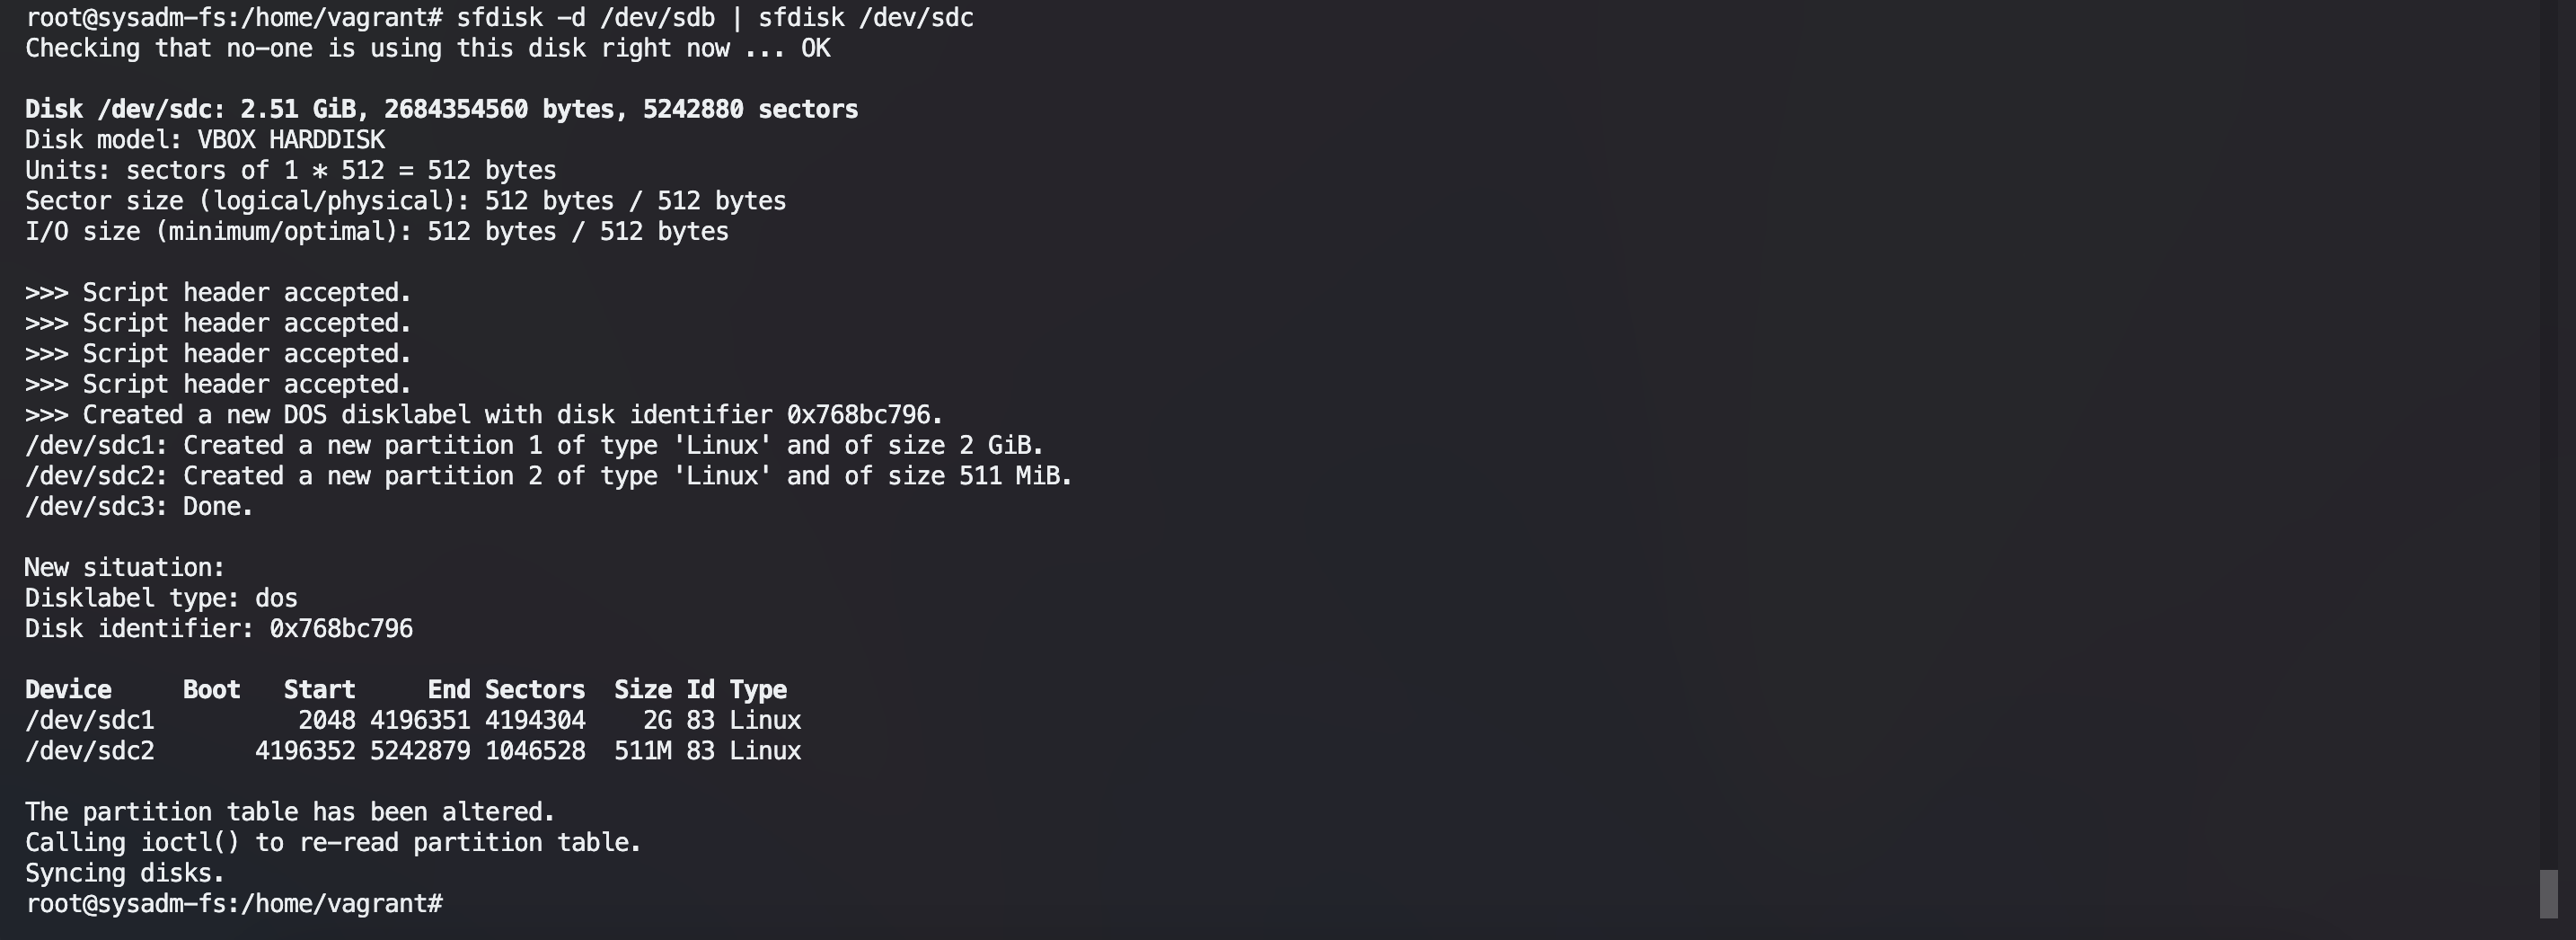 root@sysadm-fs:/home/vagrant# sfdisk -d /dev/sdb | sfdisk /dev/sdc
Checking that no-one is using this disk right now ... OK
Disk /dev/sdc: 2.51 GiB, 2684354560 bytes, 5242880 sectors
Disk model: VBOX HARDDISK
Units: sectors of 1 * 512 = 512 bytes
Sector size (logical/physical): 512 bytes / 512 bytes
I/O size (minimum/optimal): 512 bytes / 512 bytes
>>> Script header accepted.
>>> Script header accepted.
>>> Script header accepted.
>>> Script header accepted.
>>> Created a new DOS disklabel with disk identifier 0x768bc796.
/dev/sdc1: Created a new partition 1 of type 'Linux' and of size 2 GiB.
/dev/sdc2: Created a new partition 2 of type 'Linux' and of size 511 MiB.
/dev/sdc3: Done.
New situation:
Disklabel type: dos
Disk identifier: 0x768bc796
Device     Boot   Start     End Sectors  Size Id Type
/dev/sdc1          2048 4196351 4194304    2G 83 Linux
/dev/sdc2       4196352 5242879 1046528  511M 83 Linux
The partition table has been altered.
Calling ioctl() to re-read partition table.
Syncing disks.
root@sysadm-fs:/home/vagrant#